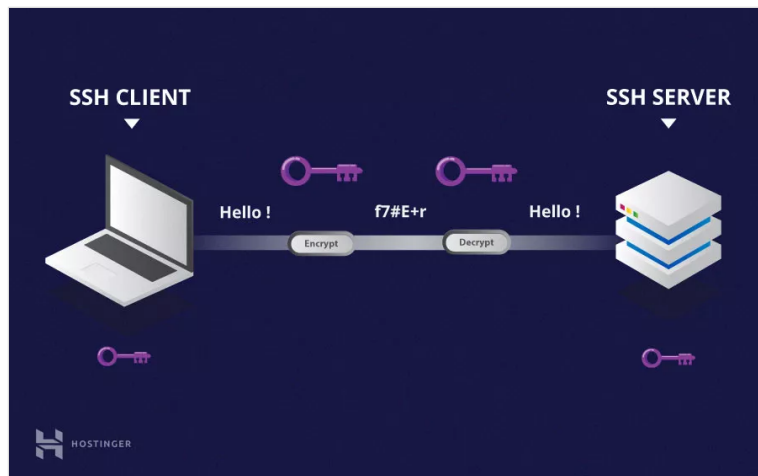 SSH CLIENT
SSH SERVER
Hello !
f7#E+r
Hello !
Encrypt
Decrypt
HOSTINGER